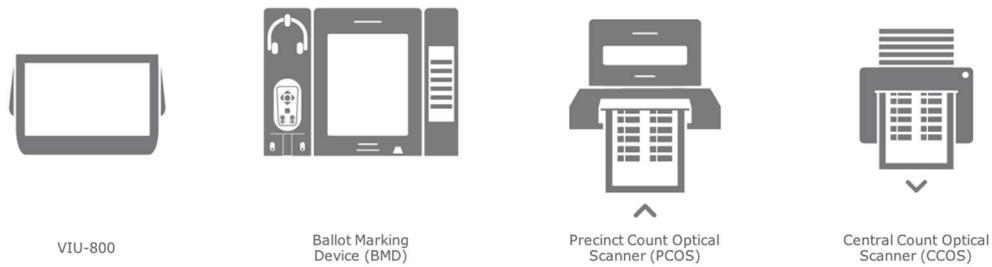 VIU-800
Ballot Marking
Device (BMD)
Precinct Count Optical
Scanner (PCOS)
Central Count Optical
Scanner (CCOS)